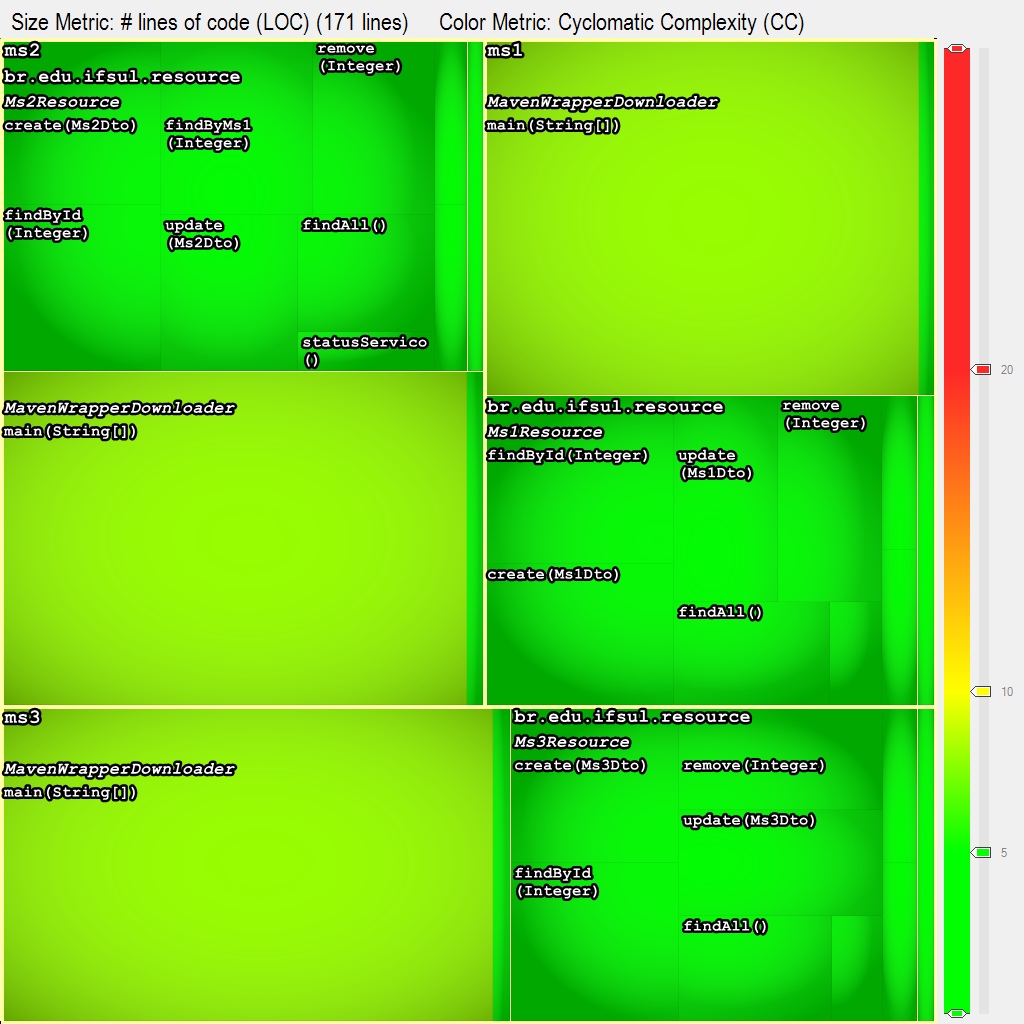 Size Metric: # lines of code (LOC) (171 lines) Color Metric: Cyclomatic Complexity (CC)
ms2
br.edu.ifsul.resource
Ms2Resource
create(Ms2Dto)
findByMs1
(Integer)
remove
(Integer)
findById
(Integer)
update
(Ms2Dto)
findAll()
statusServico
()
MavenWrapperDownloader
main(String[])
ms1
MavenWrapperDownloader
main(String[])
br.edu.ifsul.resource
Ms1Resource
findById(Integer)
update
(Ms1Dto)
remove
(Integer)
create(Ms1Dto)
findAll()
ms3
MavenWrapperDownloader
main(String[])
br.edu.ifsul.resource
Ms3Resource
create(Ms3Dto)
remove(Integer)
update(Ms3Dto)
findById
(Integer)
findAll()
20
10
5